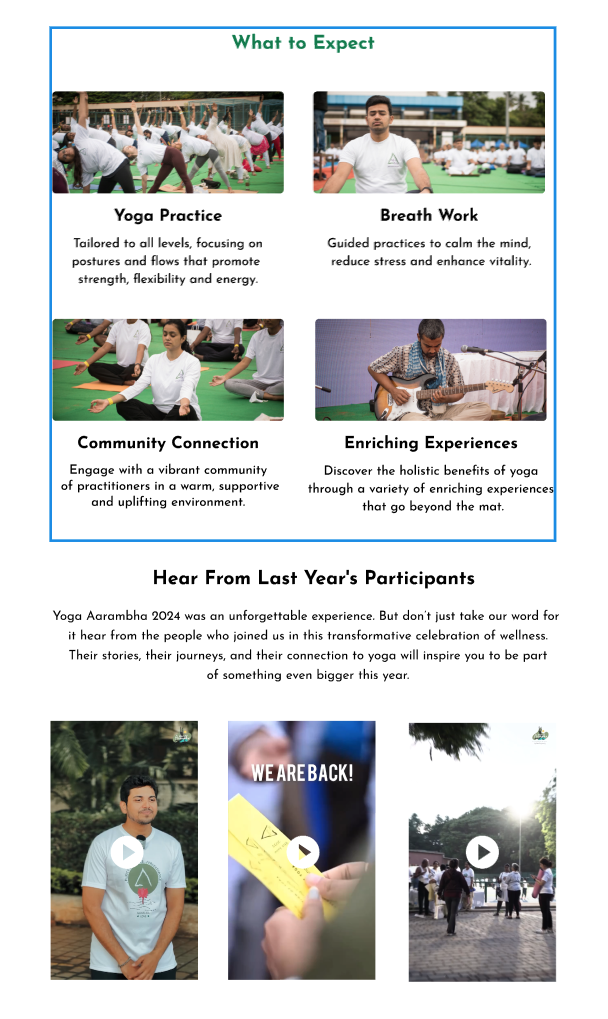 What to Expect
Yoga Practice
Tailored to all levels, focusing on
postures and flows that promote
strength, flexibility and energy.
Breath Work
Guided practices to calm the mind,
reduce stress and enhance vitality.
Community Connection
Engage with a vibrant community
of practitioners in a warm, supportive
and uplifting environment.
Enriching Experiences
Discover the holistic benefits of yoga
through a variety of enriching experiences
that go beyond the mat.
Hear From Last Year's Participants
Yoga Aarambha 2024 was an unforgettable experience. But don't just take our word for
it hear from the people who joined us in this transformative celebration of wellness.
Their stories, their journeys, and their connection to yoga will inspire you to be part
of something even bigger this year.
WE ARE BACK!